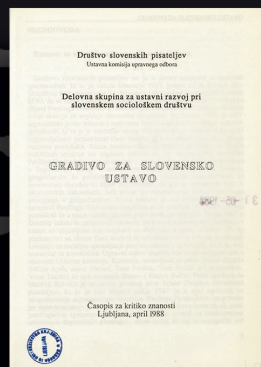 Društvo slovenskih pisateljev
Ustavna komisija upravnega odbora
Delovna skupina za ustavni razvoj pri
slovenskem sociološkem društvu
GRADIVO ZA SLOVENSKO
USTAVO
Časopis za kritiko znanosti
Ljubljana, april 1988